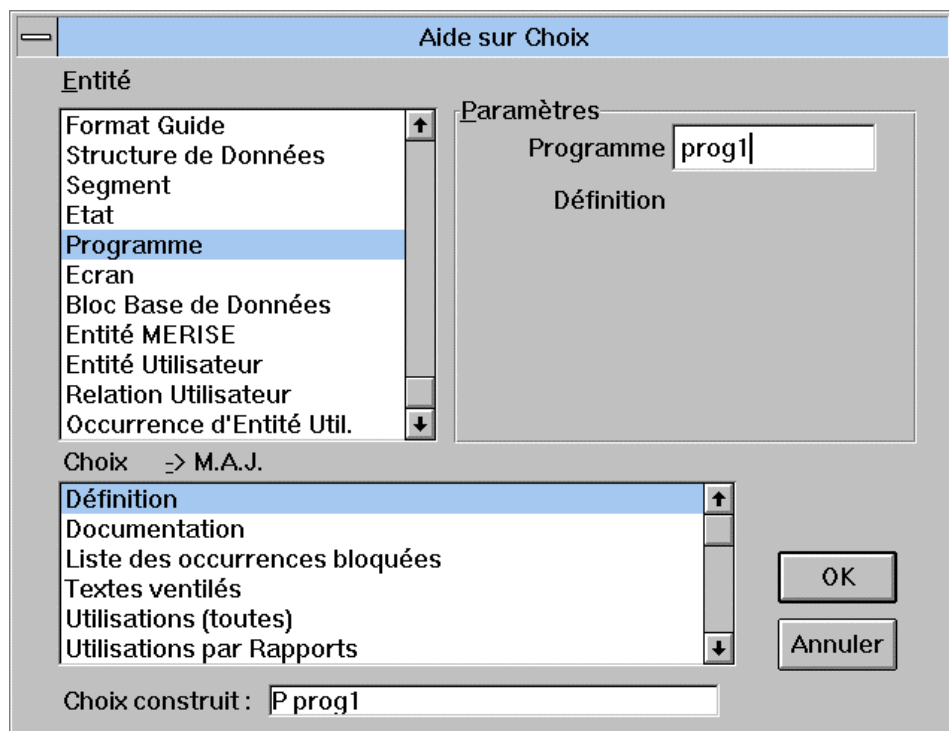 Aide sur Choix
Entité
Format Guide
Structure de Données
Segment
Etat
Programme
Ecran
Bloc Base de Données
Entité MERISE
Entité Utilisateur
Relation Utilisateur
Occurrence d'Entité Util.
Paramètres
Programme prog1
Définition
Choix -> M.A.J.
Définition
Documentation
Liste des occurrences bloquées
Textes ventilés
Utilisations (toutes)
Utilisations par Rapports
OK
Annuler
Choix construit : P prog1